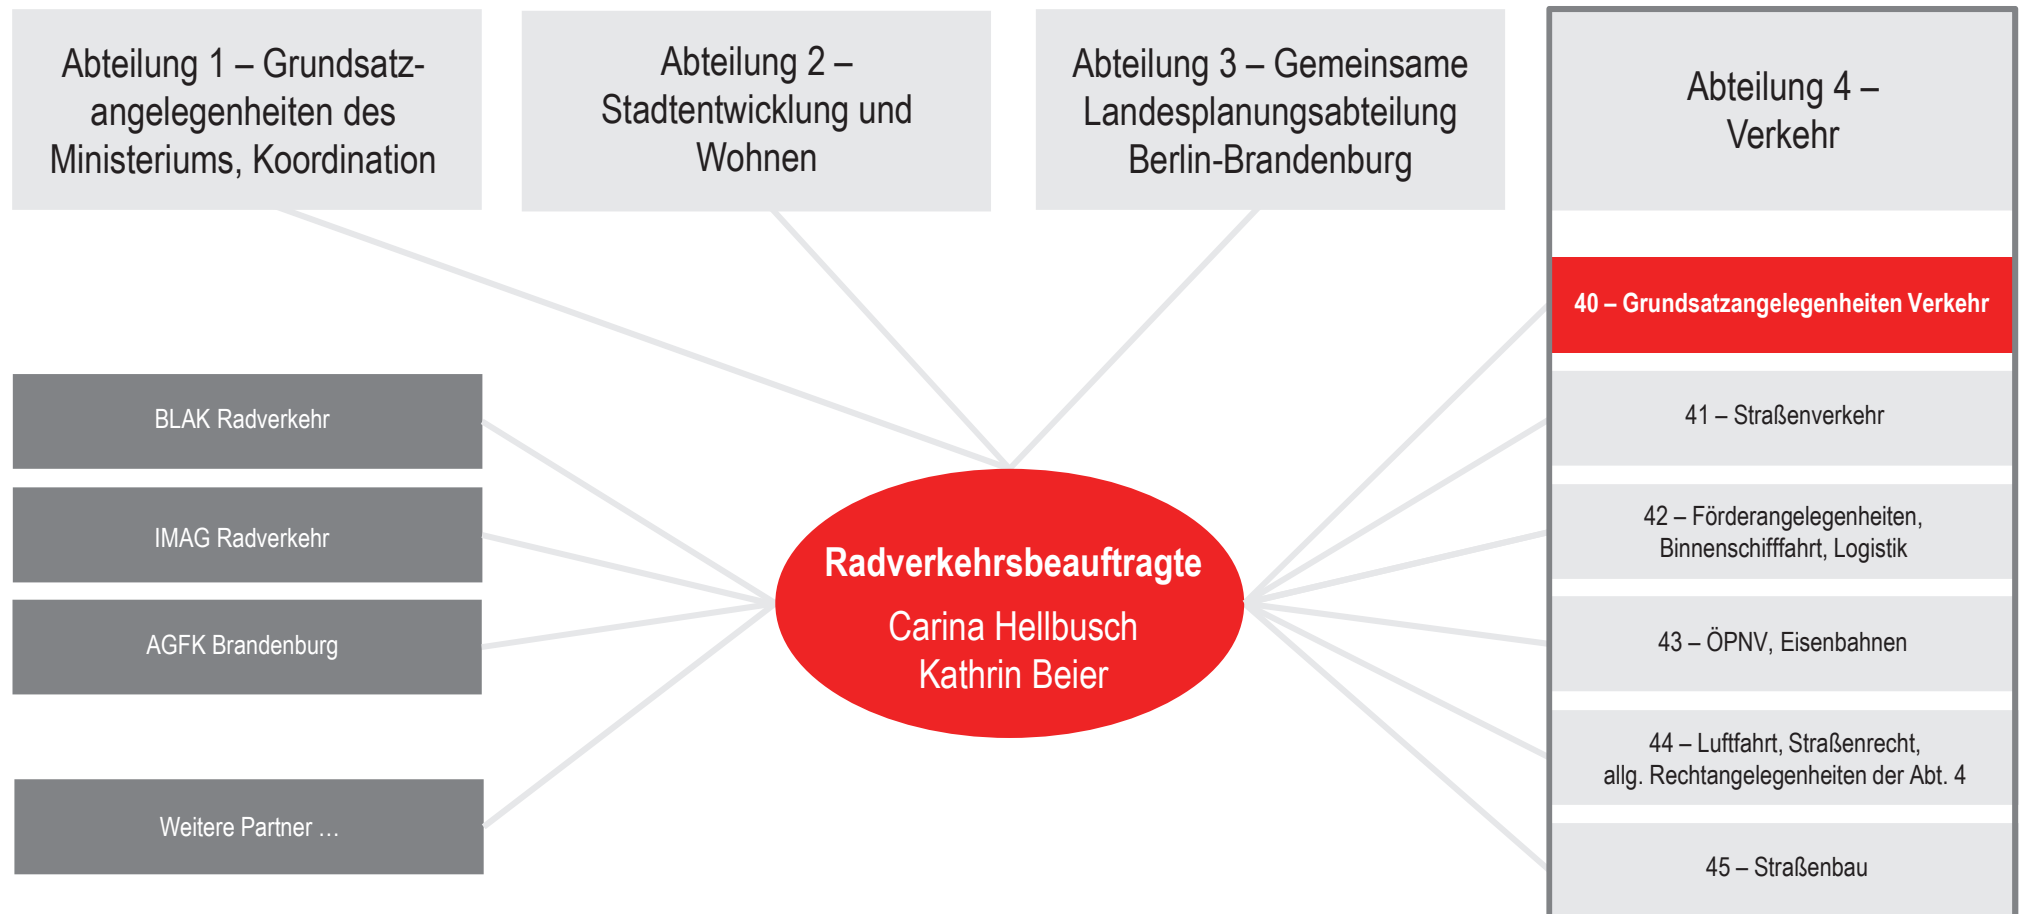 Abteilung 1 – Grundsatz-
angelegenheiten des
Ministeriums, Koordination
Abteilung 2 –
Stadtentwicklung und
Wohnen
Abteilung 3 – Gemeinsame
Landesplanungsabteilung
Berlin-Brandenburg
Abteilung 4 –
Verkehr
40 – Grundsatzangelegenheiten Verkehr
41 – Straßenverkehr
42 – Förderangelegenheiten,
Binnenschifffahrt, Logistik
43 – ÖPNV, Eisenbahnen
44 – Luftfahrt, Straßenrecht,
allg. Rechtangelegenheiten der Abt. 4
45 – Straßenbau
BLAK Radverkehr
IMAG Radverkehr
AGFK Brandenburg
Weitere Partner …
Radverkehrsbeauftragte
Carina Hellbusch
Kathrin Beier